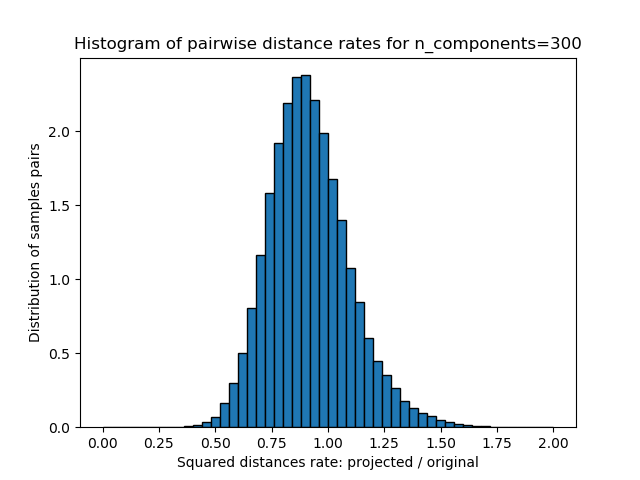 Histogram of pairwise distance rates for n_components=300
Distribution of samples pairs
2.0
1.5
1.0
0.5
0.0
0.00 0.25 0.50 0.75 1.00 1.25 1.50 1.75 2.00
Squared distances rate: projected / original